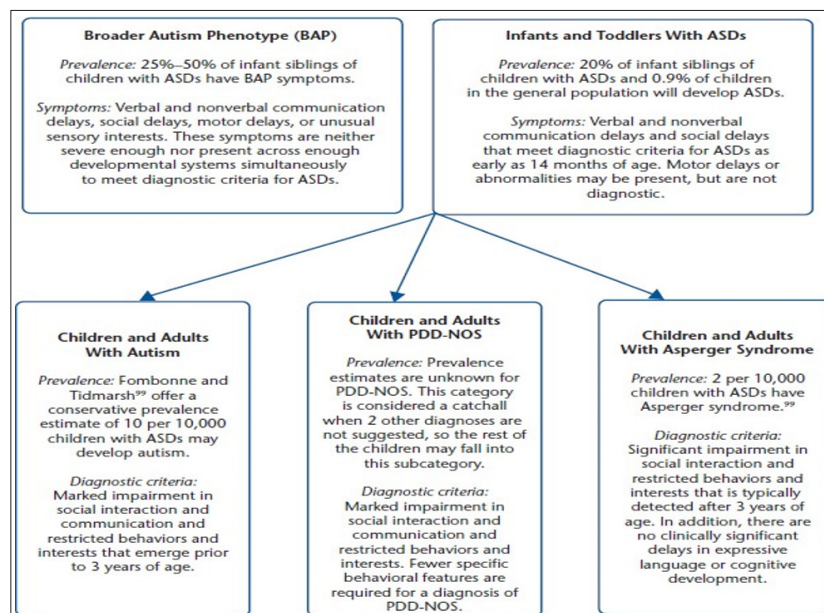 Broader Autism Phenotype (BAP)
Prevalence: 25%–50% of infant siblings
of children with ASDs have BAP symptoms.
Symptoms: Verbal and nonverbal communication
delays, social delays, motor delays, or unusual
sensory interests. These symptoms are neither
severe enough nor present across enough
developmental systems simultaneously
to meet diagnostic criteria for ASDs.
Infants and Toddlers With ASDs
Prevalence: 20% of infant siblings of
children with ASDs and 0.9% of children
in the general population will develop ASDs.
Symptoms: Verbal and nonverbal
communication delays and social delays
that meet diagnostic criteria for ASDs as
early as 14 months of age. Motor delays or
abnormalities may be present, but are not
diagnostic.
Children and Adults
With Autism
Prevalence: Fombonne and
Tidmarsh⁹⁹ offer a
conservative prevalence
estimate of 10 per 10,000
children with ASDs may
develop autism.
Diagnostic criteria:
Marked impairment in
social interaction and
communication and
restricted behaviors and
interests that emerge prior
to 3 years of age.
Children and Adults
With PDD-NOS
Prevalence: Prevalence
estimates are unknown for
PDD-NOS. This category
is considered a catchall
when 2 other diagnoses are
not suggested, so the rest of
the children may fall into
this subcategory.
Diagnostic criteria:
Marked impairment in
social interaction and
communication and
restricted behaviors and
interests. Fewer specific
behavioral features are
required for a diagnosis of
PDD-NOS.
Children and Adults
With Asperger Syndrome
Prevalence: 2 per 10,000
children with ASDs have
Asperger syndrome.⁹⁹
Diagnostic criteria:
Significant impairment in
social interaction and
restricted behaviors and
interests that is typically
detected after 3 years of
age. In addition, there are
no clinically significant
delays in expressive
language or cognitive
development.